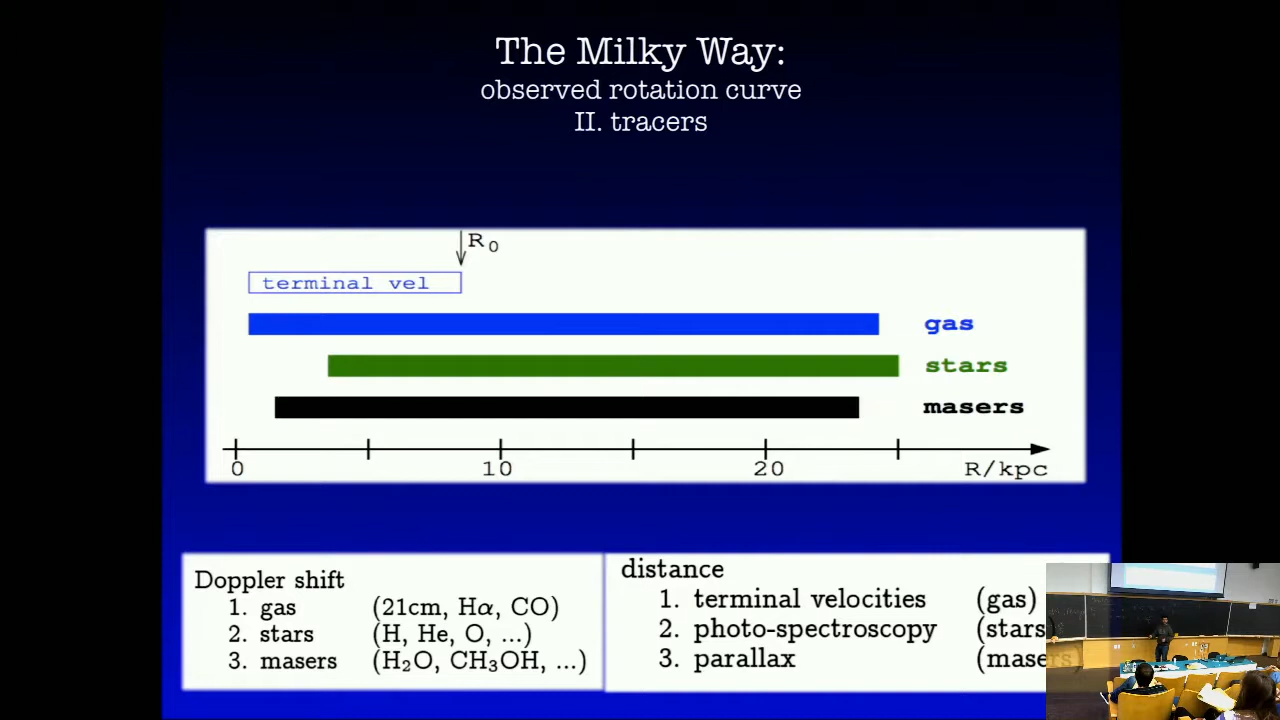 The Milky Way:
observed rotation curve
II. tracers
R₀
terminal vel
gas
stars
masers
0 10 20 R/kpc
Doppler shift
1. gas (21cm, Hα, CO)
2. stars (H, He, O, ...)
3. masers (H₂O, CH₃OH, ...)
distance
1. terminal velocities (gas)
2. photo-spectroscopy (stars
3. parallax (masers)